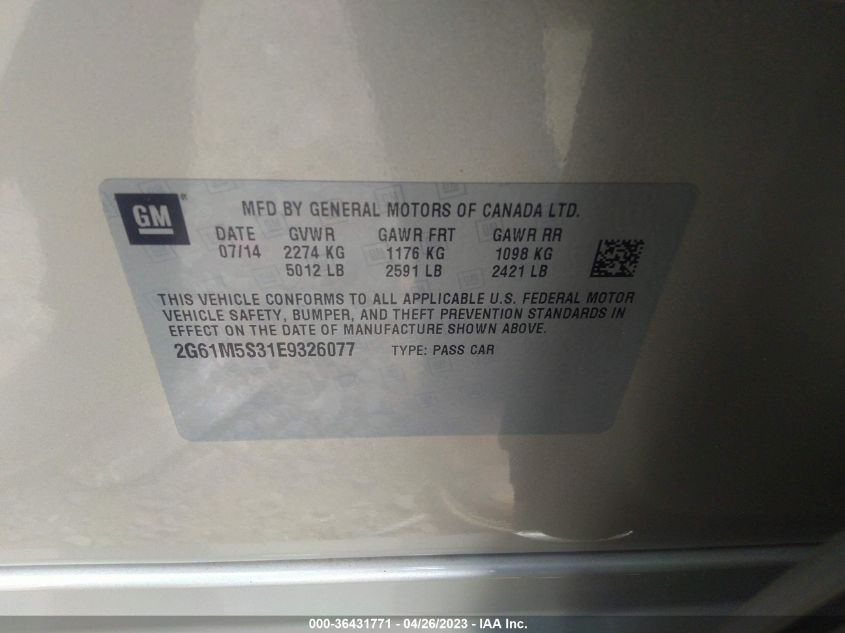 GM®
MFD BY GENERAL MOTORS OF CANADA LTD.
DATE GVWR GAWR FRT GAWR RR
07/14 2274 KG 1176 KG 1098 KG
5012 LB 2591 LB 2421 LB
THIS VEHICLE CONFORMS TO ALL APPLICABLE U.S. FEDERAL MOTOR
VEHICLE SAFETY, BUMPER, AND THEFT PREVENTION STANDARDS IN
EFFECT ON THE DATE OF MANUFACTURE SHOWN ABOVE.
2G61M5S31E9326077 TYPE: PASS CAR
000-36431771 - 04/26/2023 - IAA Inc.